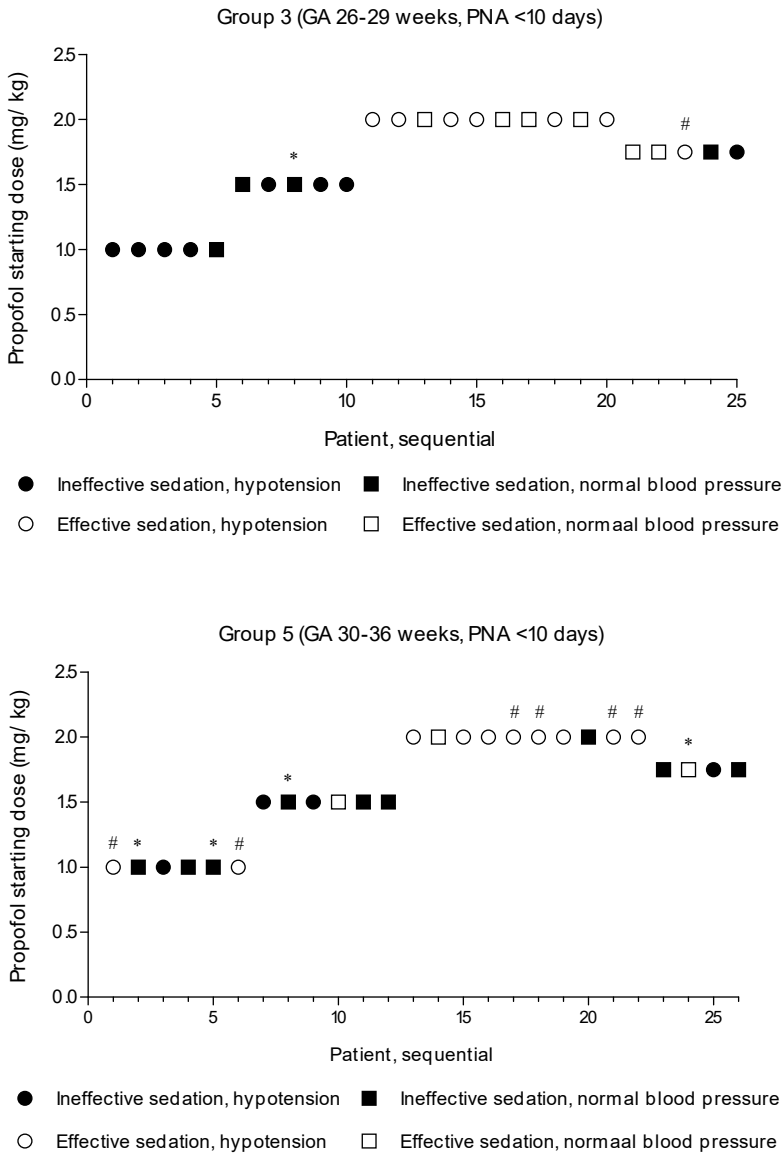 Group 3 (GA 26-29 weeks, PNA <10 days)
2.5
2.0
1.5
1.0
0.5
0.0
Propofol starting dose (mg/ kg)
*
#
0 5 10 15 20 25
Patient, sequential
Ineffective sedation, hypotension Ineffective sedation, normal blood pressure
Effective sedation, hypotension Effective sedation, normaal blood pressure
Group 5 (GA 30-36 weeks, PNA <10 days)
2.5
2.0
1.5
1.0
0.5
0.0
Propofol starting dose (mg/ kg)
# # # #
*
*
# * * #
0 5 10 15 20 25
Patient, sequential
Ineffective sedation, hypotension Ineffective sedation, normal blood pressure
Effective sedation, hypotension Effective sedation, normaal blood pressure